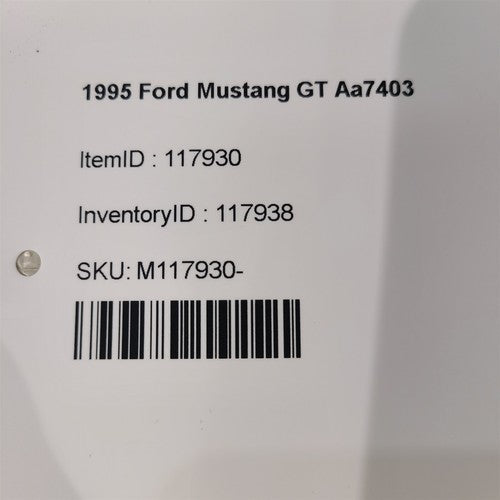 1995 Ford Mustang GT Aa7403
ItemID : 117930
InventoryID : 117938
SKU: M117930-